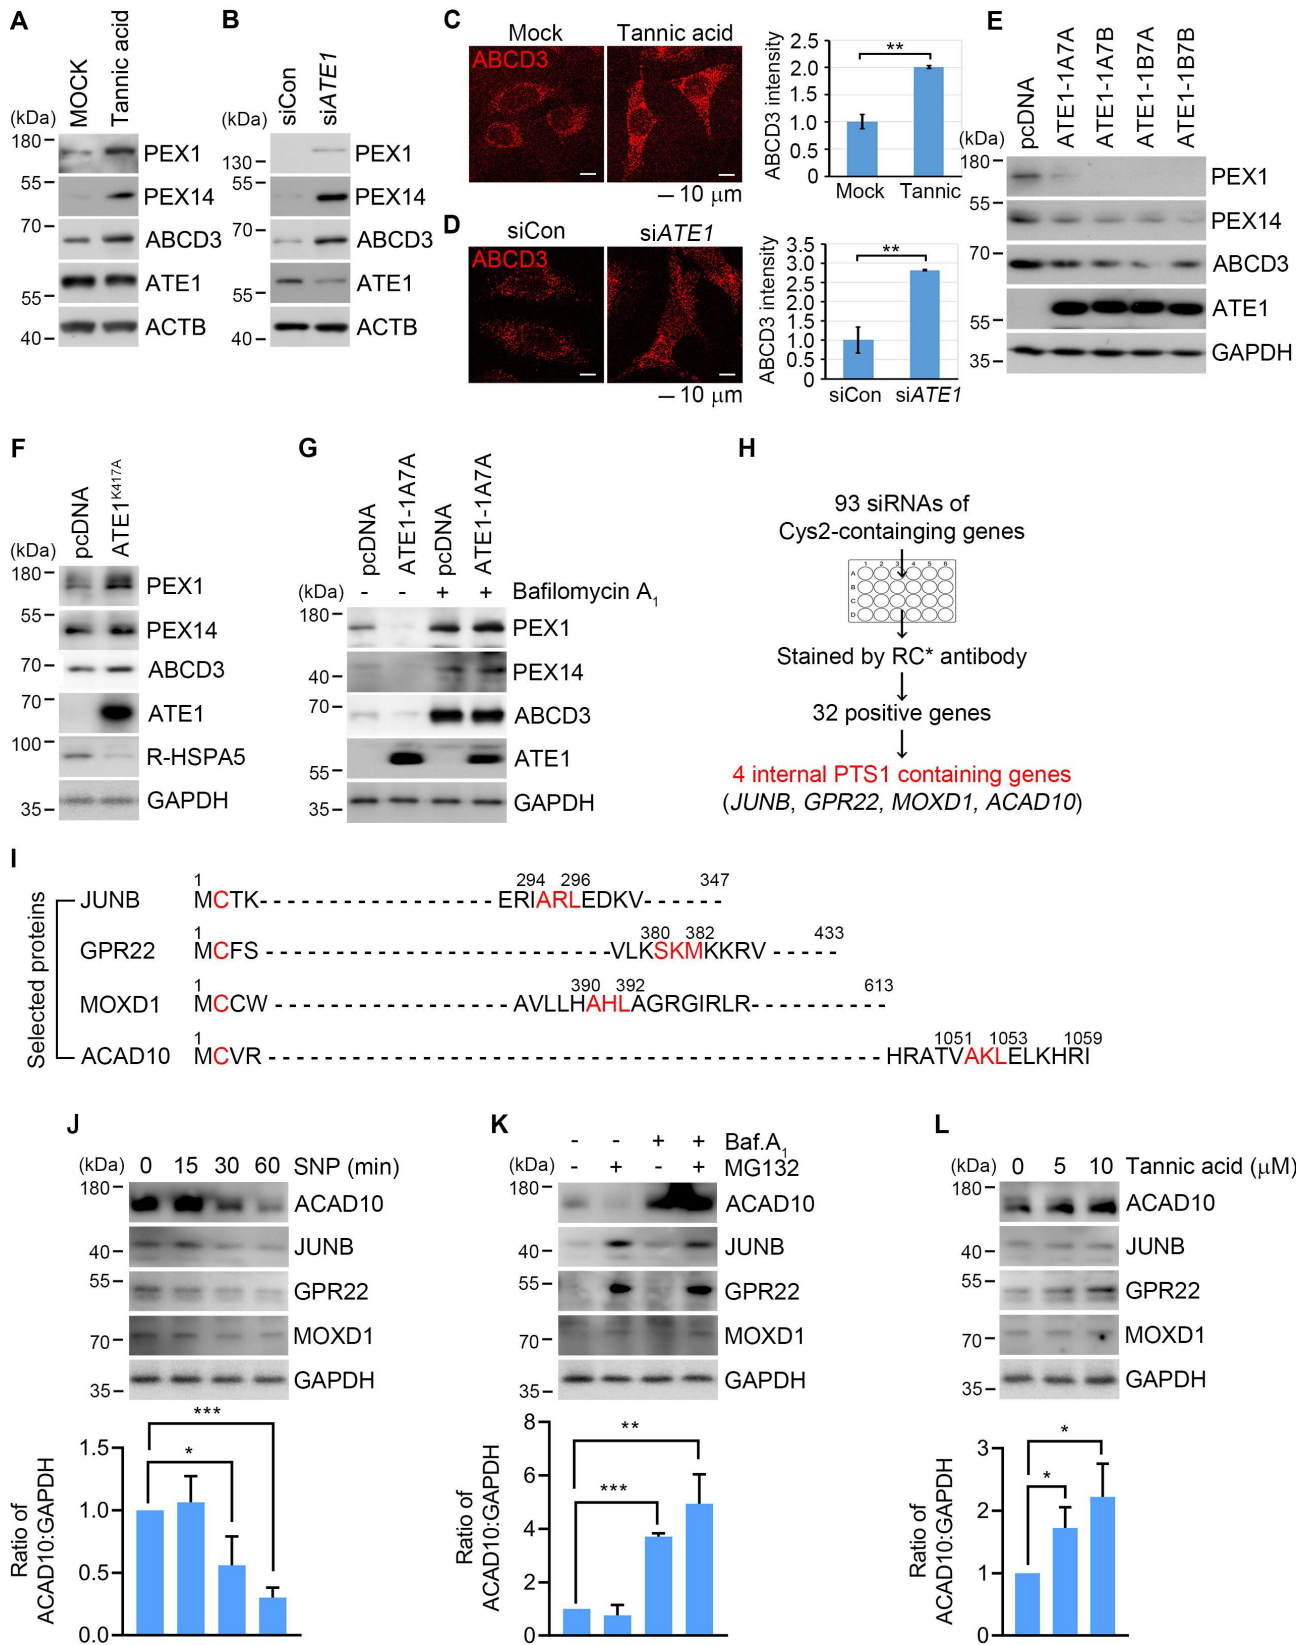 A
MOCK
Tannic acid
(kDa)
180
PEX1
55
PEX14
70
ABCD3
ATE1
55
ACTB
40
B
siCon
siATE1
(kDa)
PEX1
130
55
PEX14
70
ABCD3
ATE1
55
ACTB
40
C
Mock
Tannic acid
ABCD3
10 µm
ABCD3 intensity
2.5
2.0
1.5
1.0
0.5
0
**
Mock
Tannic
D
siCon
siATE1
ABCD3
10 µm
ABCD3 intensity
3.5
3.0
2.5
2.0
1.5
1.0
0.5
0
**
siCon
siATE1
E
pcDNA
ATE1-1A7A
ATE1-1A7B
ATE1-1B7A
ATE1-1B7B
(kDa)
180
PEX1
55
PEX14
70
ABCD3
ATE1
55
GAPDH
35
F
pcDNA
ATE1K417A
(kDa)
180
PEX1
55
PEX14
70
ABCD3
70
ATE1
100
R-HSPA5
GAPDH
35
G
pcDNA
ATE1-1A7A
pcDNA
ATE1-1A7A
(kDa)
- - + + Bafilomycin A1
180
PEX1
PEX14
40
70
ABCD3
ATE1
55
GAPDH
35
H
93 siRNAs of
Cys2-containging genes
1 2 3 4 5 6
A
B
C
D
Stained by RC* antibody
32 positive genes
4 internal PTS1 containing genes
(JUNB, GPR22, MOXD1, ACAD10)
I
Selected proteins
1 294 296 347
JUNB MCTK- - - - - - - - - - - - - - - - - -ERIARLEDKV- - - - - -
1 380 382 433
GPR22 MCFS - - - - - - - - - - - - - - - - - - - - - - - - - - -VLKSKMKKRV - - - - -
1 390 392 613
MOXD1 MCCW - - - - - - - - - - - - - - - - - - AVLLHAHLAGRGIRLR- - - - - - - - - -
1 1051 1053 1059
ACAD10 MCVR- - - - - - - - - - - - - - - - - - - - - - - - - - - - - - - - - - - - - - - - - - - - - - -HRATVAKLELKHRI
J
(kDa) 0 15 30 60 SNP (min)
180
ACAD10
JUNB
40
55
GPR22
MOXD1
70
GAPDH
35
Ratio of
ACAD10:GAPDH
1.5
1.0
0.5
0.0
***
*
K
- - + + Baf.A1
(kDa) - + - + MG132
180
ACAD10
JUNB
40
55
GPR22
MOXD1
70
GAPDH
35
Ratio of
ACAD10:GAPDH
8
6
4
2
0
**
***
L
(kDa) 0 5 10 Tannic acid (µM)
180
ACAD10
JUNB
40
55
GPR22
MOXD1
70
GAPDH
35
Ratio of
ACAD10:GAPDH
3
2
1
0
*
*